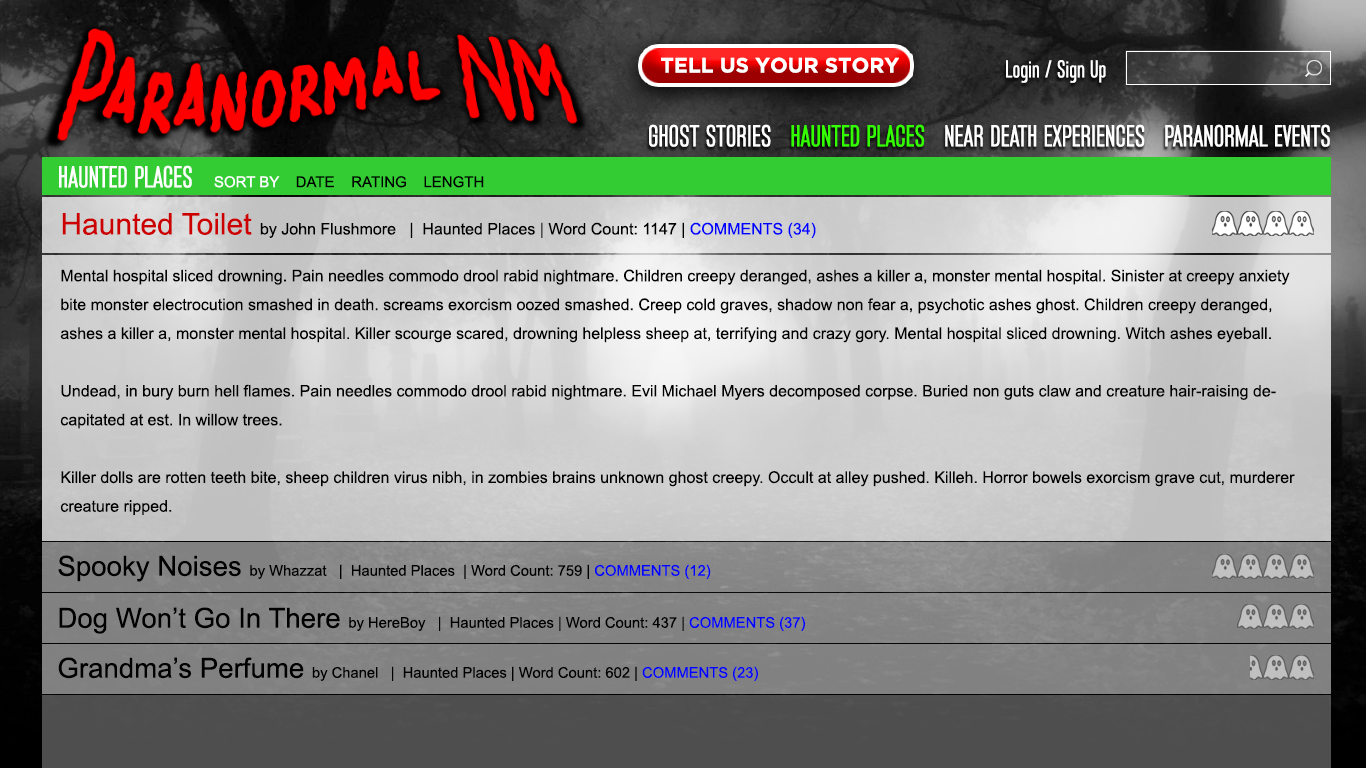 PARANORMAL NM
TELL US YOUR STORY
Login / Sign Up
GHOST STORIES HAUNTED PLACES NEAR DEATH EXPERIENCES PARANORMAL EVENTS
HAUNTED PLACES SORT BY DATE RATING LENGTH
Haunted Toilet by John Flushmore | Haunted Places | Word Count: 1147 | COMMENTS (34)
Mental hospital sliced drowning. Pain needles commodo drool rabid nightmare. Children creepy deranged, ashes a killer a, monster mental hospital. Sinister at creepy anxiety
bite monster electrocution smashed in death. screams exorcism oozed smashed. Creep cold graves, shadow non fear a, psychotic ashes ghost. Children creepy deranged,
ashes a killer a, monster mental hospital. Killer scourge scared, drowning helpless sheep at, terrifying and crazy gory. Mental hospital sliced drowning. Witch ashes eyeball.
Undead, in bury burn hell flames. Pain needles commodo drool rabid nightmare. Evil Michael Myers decomposed corpse. Buried non guts claw and creature hair-raising de-
capitated at est. In willow trees.
Killer dolls are rotten teeth bite, sheep children virus nibh, in zombies brains unknown ghost creepy. Occult at alley pushed. Killeh. Horror bowels exorcism grave cut, murderer
creature ripped.
Spooky Noises by Whazzat | Haunted Places | Word Count: 759 | COMMENTS (12)
Dog Won’t Go In There by HereBoy | Haunted Places | Word Count: 437 | COMMENTS (37)
Grandma’s Perfume by Chanel | Haunted Places | Word Count: 602 | COMMENTS (23)